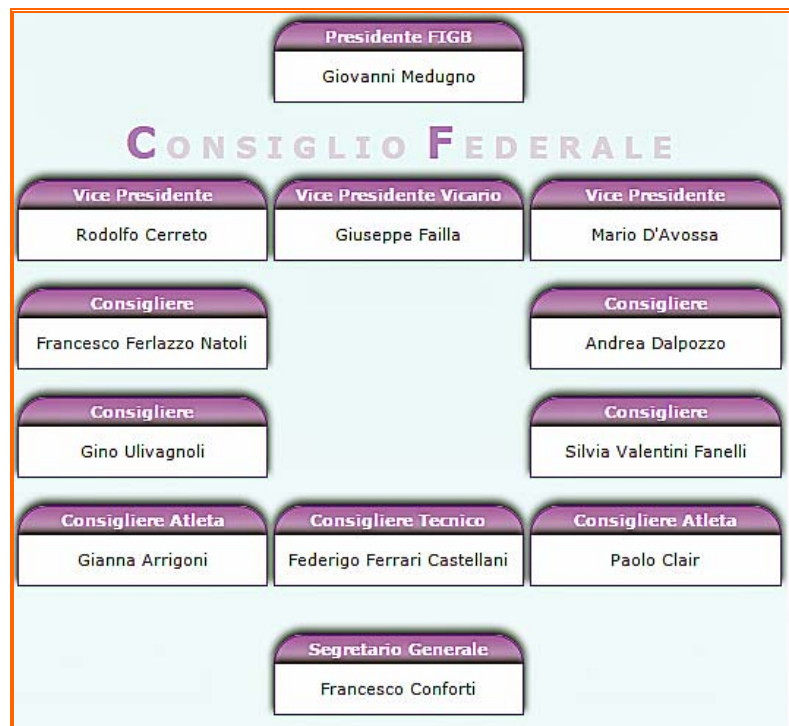 Presidente FIGB
Giovanni Medugno
CONSIGLIO FEDERALE
Vice Presidente
Rodolfo Cerreto
Vice Presidente Vicario
Giuseppe Failla
Vice Presidente
Mario D'Avossa
Consigliere
Francesco Ferlazzo Natoli
Consigliere
Andrea Dalpozzo
Consigliere
Gino Ulivagnoli
Consigliere
Silvia Valentini Fanelli
Consigliere Atleta
Gianna Arrigoni
Consigliere Tecnico
Federigo Ferrari Castellani
Consigliere Atleta
Paolo Clair
Segretario Generale
Francesco Conforti